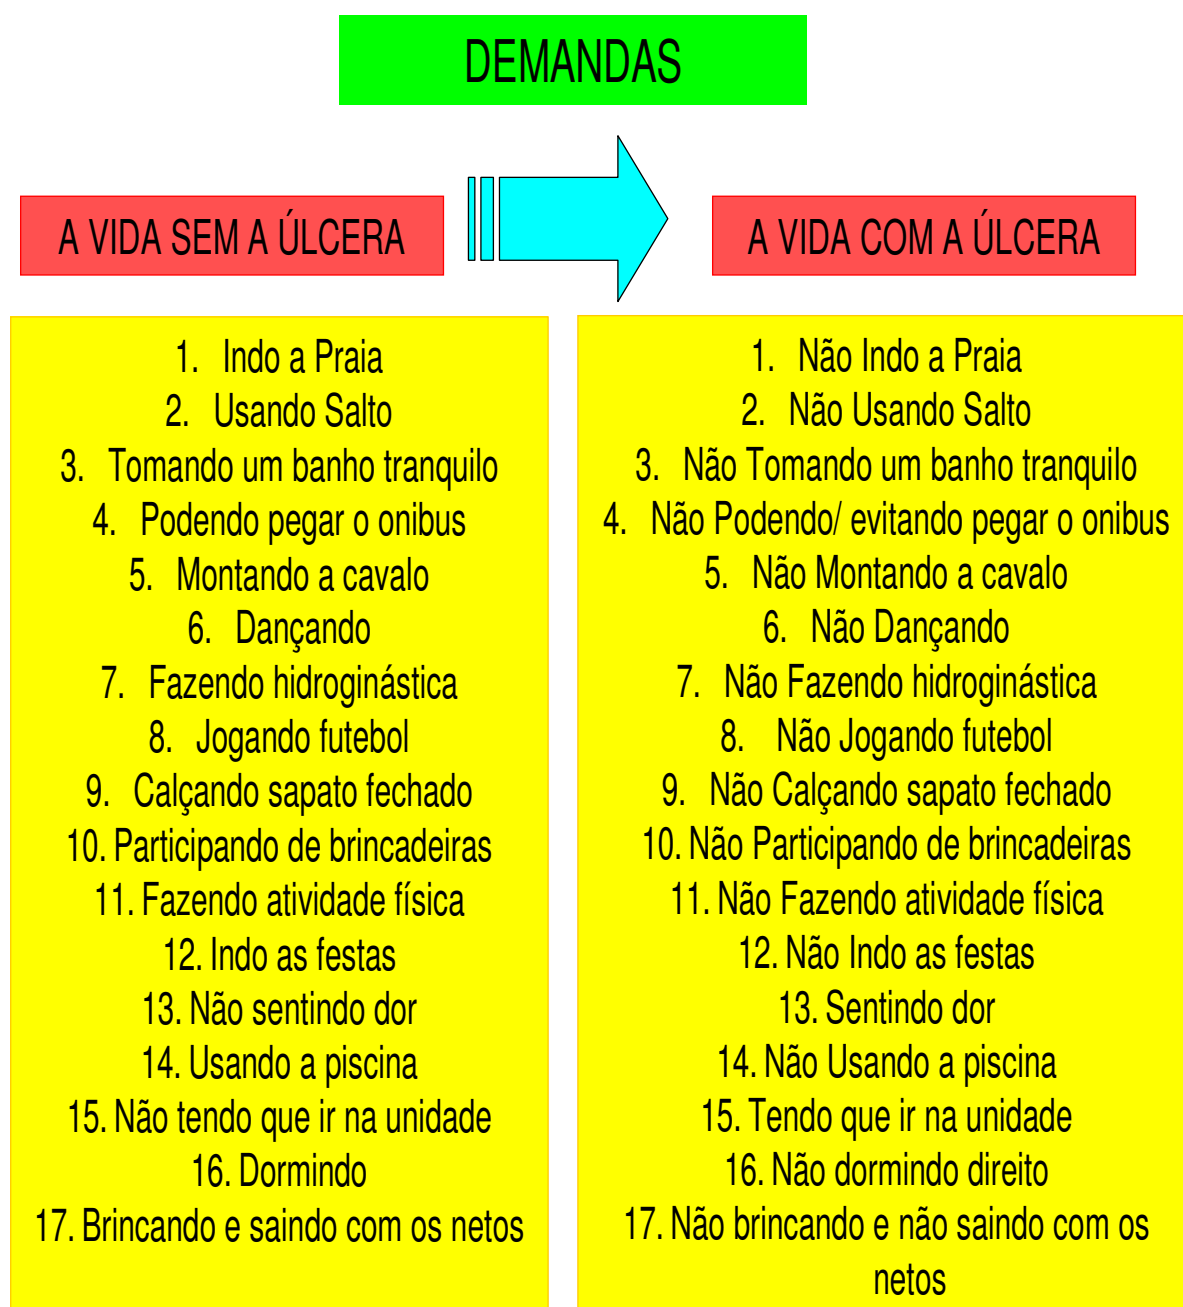 DEMANDAS
A VIDA SEM A ÚLCERA
A VIDA COM A ÚLCERA
1. Indo a Praia
2. Usando Salto
3. Tomando um banho tranquilo
4. Podendo pegar o onibus
5. Montando a cavalo
6. Dançando
7. Fazendo hidroginástica
8. Jogando futebol
9. Calçando sapato fechado
10. Participando de brincadeiras
11. Fazendo atividade física
12. Indo as festas
13. Não sentindo dor
14. Usando a piscina
15. Não tendo que ir na unidade
16. Dormindo
17. Brincando e saindo com os netos
1. Não Indo a Praia
2. Não Usando Salto
3. Não Tomando um banho tranquilo
4. Não Podendo/ evitando pegar o onibus
5. Não Montando a cavalo
6. Não Dançando
7. Não Fazendo hidroginástica
8. Não Jogando futebol
9. Não Calçando sapato fechado
10. Não Participando de brincadeiras
11. Não Fazendo atividade física
12. Não Indo as festas
13. Sentindo dor
14. Não Usando a piscina
15. Tendo que ir na unidade
16. Não dormindo direito
17. Não brincando e não saindo com os
netos